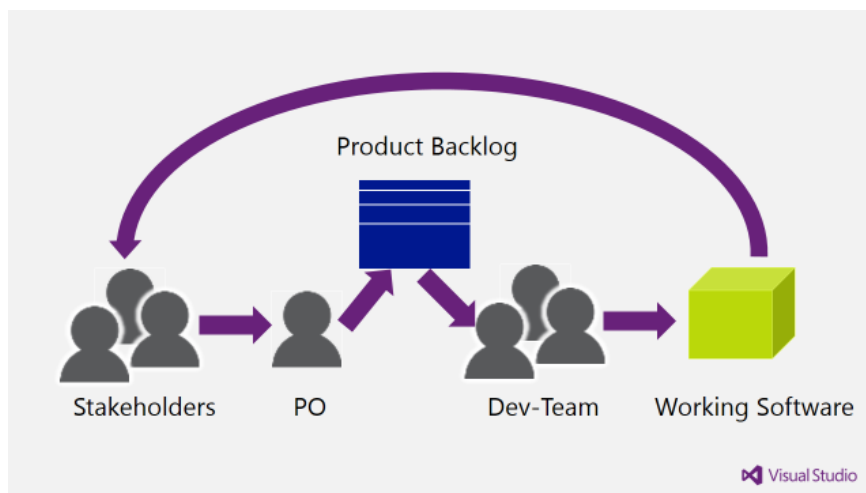 Product Backlog
Stakeholders
PO
Dev-Team
Working Software
Visual Studio